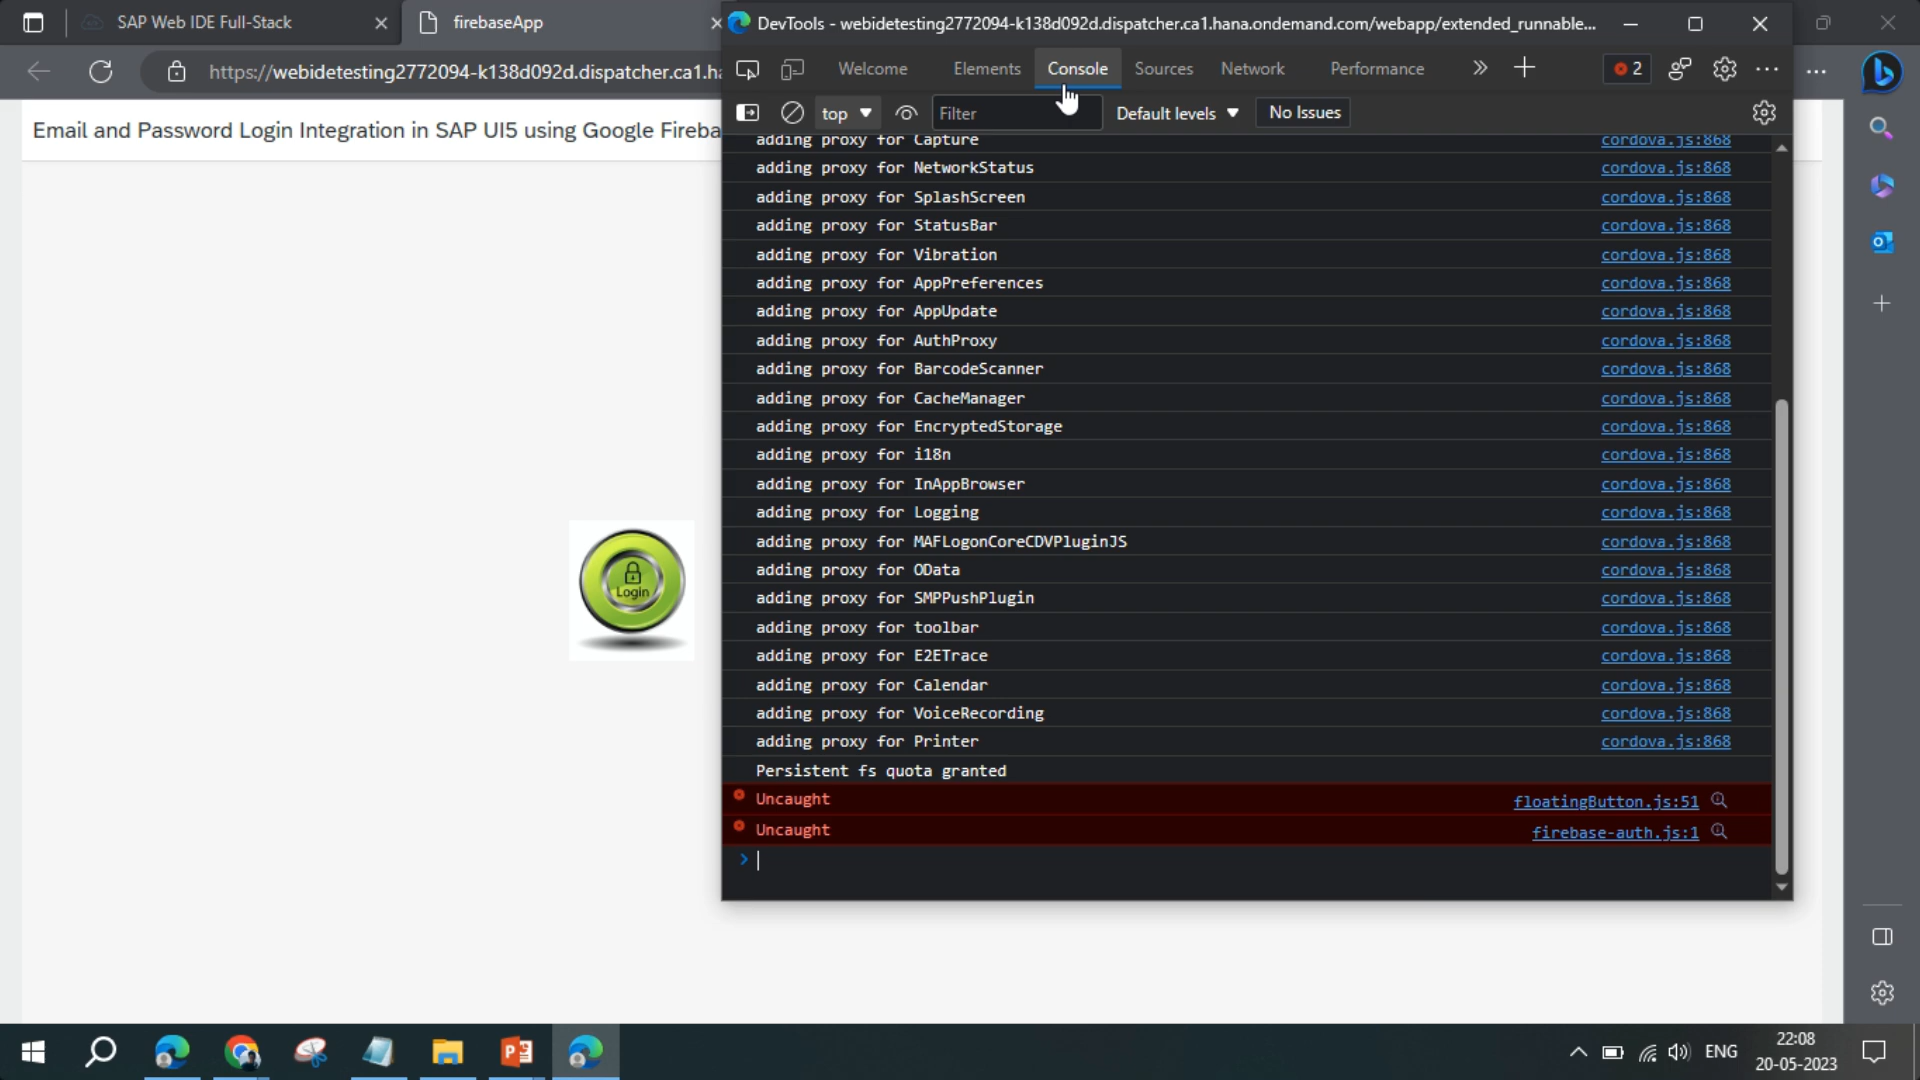 SAP Web IDE Full-Stack
firebaseApp
DevTools - webidetesting2772094-k138d092d.dispatcher.ca1.hana.ondemand.com/webapp/extended_runnable...
https://webidetesting2772094-k138d092d.dispatcher.ca1.ha
Welcome Elements Console Sources Network Performance
2
top Filter Default levels No Issues
Email and Password Login Integration in SAP UI5 using Google Fireba
Login
adding proxy for Capture cordova.js:868
adding proxy for NetworkStatus cordova.js:868
adding proxy for SplashScreen cordova.js:868
adding proxy for StatusBar cordova.js:868
adding proxy for Vibration cordova.js:868
adding proxy for AppPreferences cordova.js:868
adding proxy for AppUpdate cordova.js:868
adding proxy for AuthProxy cordova.js:868
adding proxy for BarcodeScanner cordova.js:868
adding proxy for CacheManager cordova.js:868
adding proxy for EncryptedStorage cordova.js:868
adding proxy for i18n cordova.js:868
adding proxy for InAppBrowser cordova.js:868
adding proxy for Logging cordova.js:868
adding proxy for MAFLogonCoreCDVPluginJS cordova.js:868
adding proxy for OData cordova.js:868
adding proxy for SMPPushPlugin cordova.js:868
adding proxy for toolbar cordova.js:868
adding proxy for E2ETrace cordova.js:868
adding proxy for Calendar cordova.js:868
adding proxy for VoiceRecording cordova.js:868
adding proxy for Printer cordova.js:868
Persistent fs quota granted
Uncaught floatingButton.js:51
Uncaught firebase-auth.js:1
ENG
22:08
20-05-2023